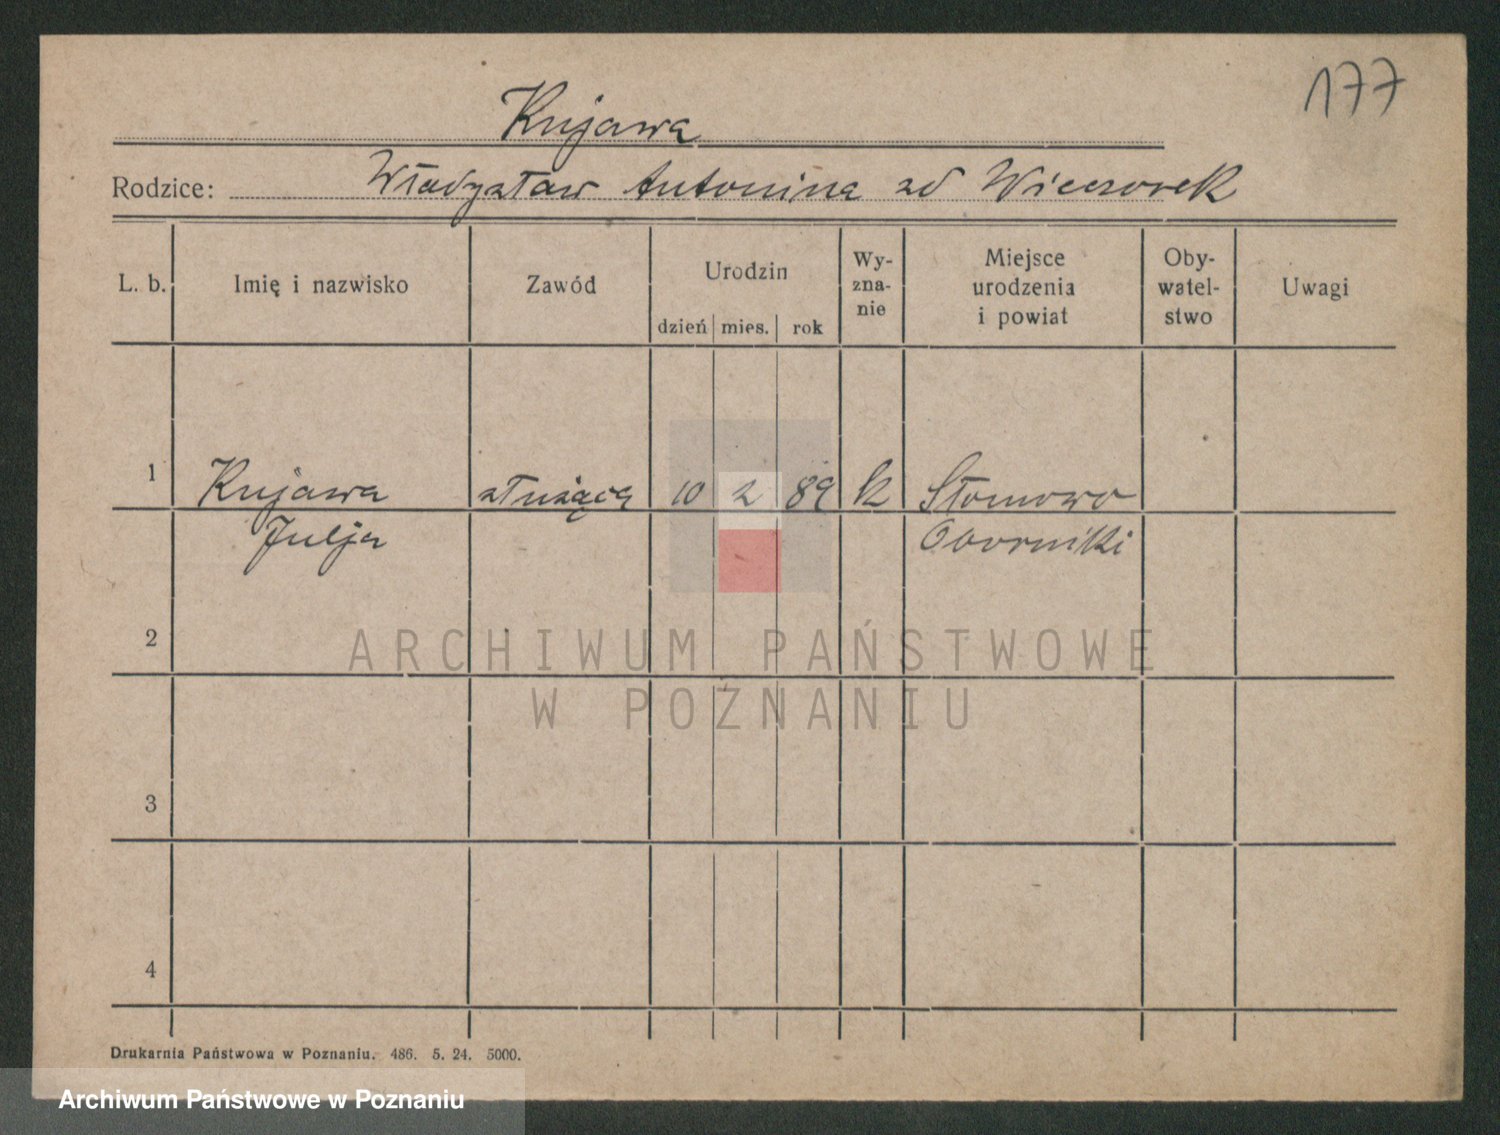 177
Kujawa
Rodzice: Władysław Antonina zd Wieczorek
L. b. Imię i nazwisko Zawód Urodzin Wy-zna-nie Miejsce urodzenia i powiat Oby-watel-stwo Uwagi
dzień mies. rok
1 Kujawa służąca 10 2 89 k Słomowo
Julja Oborniki
2
ARCHIWUM PAŃSTWOWE
W POZNANIU
3
4
Drukarnia Państwowa w Poznaniu. 486. 5. 24. 5000.
Archiwum Państwowe w Poznaniu